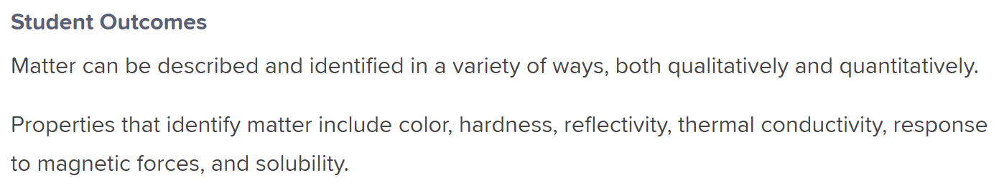 Student Outcomes
Matter can be described and identified in a variety of ways, both qualitatively and quantitatively.
Properties that identify matter include color, hardness, reflectivity, thermal conductivity, response
to magnetic forces, and solubility.